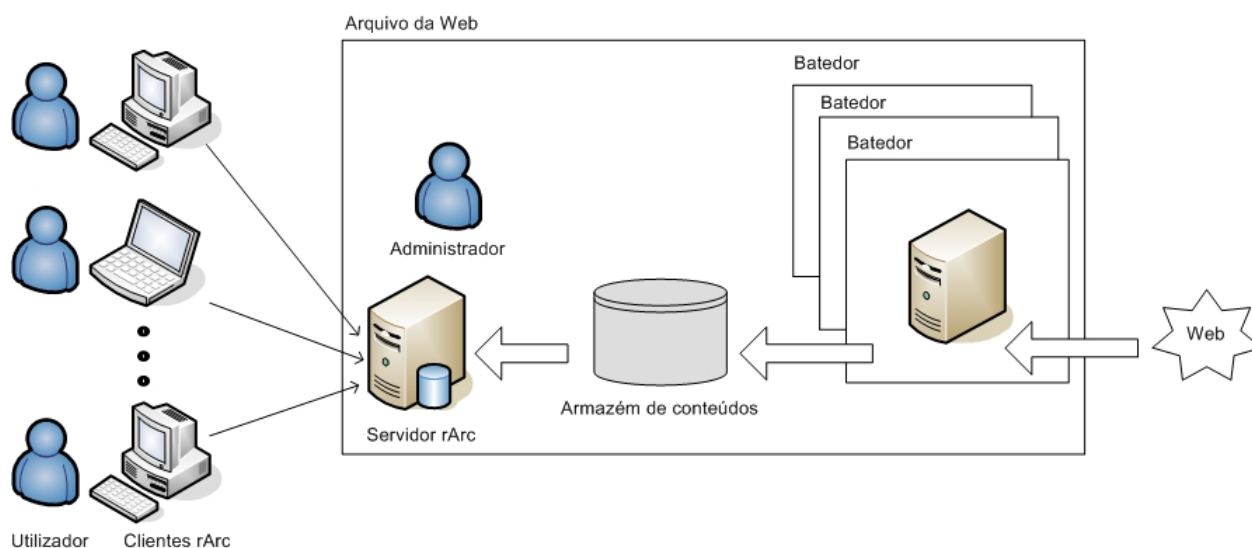 Arquivo da Web
Batedor
Batedor
Batedor
Administrador
Web
Armazém de conteúdos
Servidor rArc
Utilizador
Clientes rArc